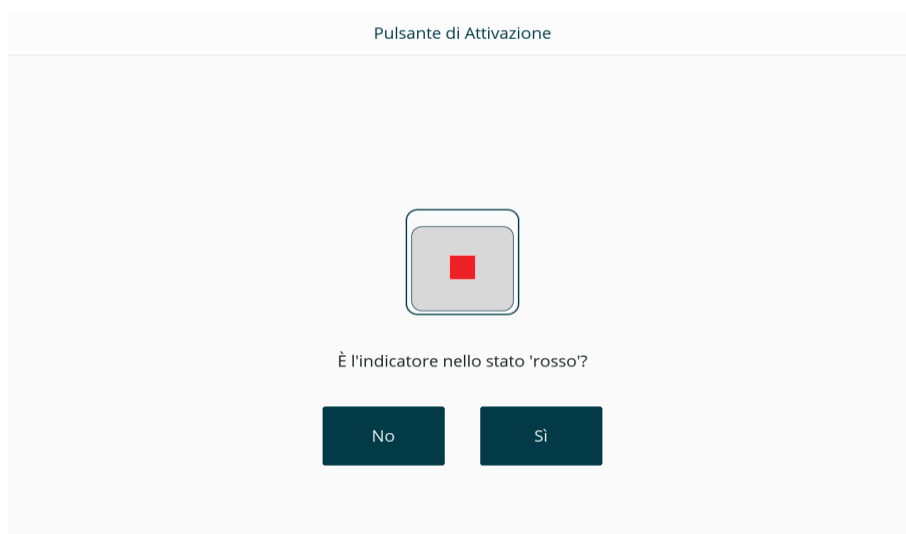 Pulsante di Attivazione
È l'indicatore nello stato 'rosso'?
No
Sì